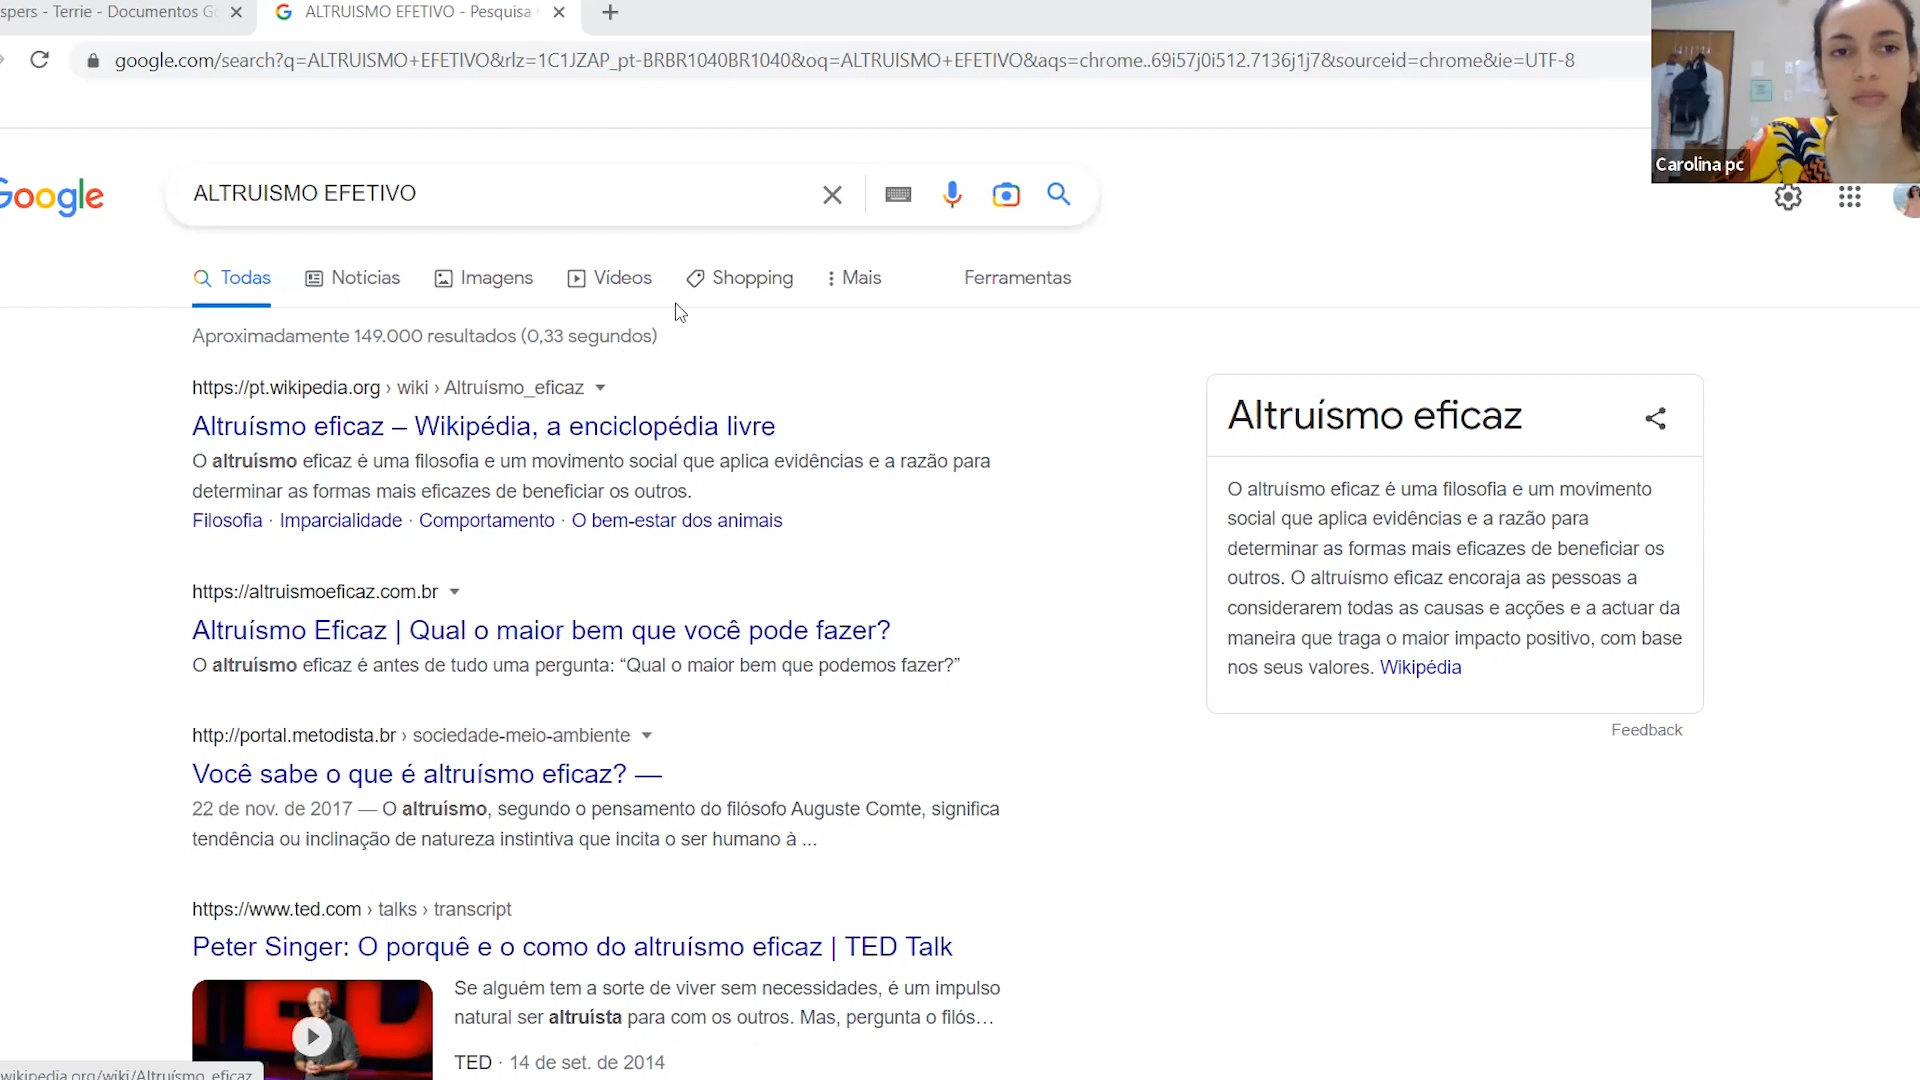 spers - Terrie - Documentos G
ALTRUISMO EFETIVO - Pesquisa
google.com/search?q=ALTRUISMO+EFETIVO&rlz=1C1JZAP_pt-BRBR1040BR1040&oq=ALTRUISMO+EFETIVO&aqs=chrome..69i57j0i512.7136j1j7&sourceid=chrome&ie=UTF-8
Carolina pc
Google
ALTRUISMO EFETIVO
Todas
Notícias
Imagens
Vídeos
Shopping
Mais
Ferramentas
Aproximadamente 149.000 resultados (0,33 segundos)
https://pt.wikipedia.org › wiki › Altruísmo_eficaz
Altruísmo eficaz – Wikipédia, a enciclopédia livre
O altruísmo eficaz é uma filosofia e um movimento social que aplica evidências e a razão para
determinar as formas mais eficazes de beneficiar os outros.
Filosofia · Imparcialidade · Comportamento · O bem-estar dos animais
https://altruismoeficaz.com.br
Altruísmo Eficaz | Qual o maior bem que você pode fazer?
O altruísmo eficaz é antes de tudo uma pergunta: “Qual o maior bem que podemos fazer?”
http://portal.metodista.br › sociedade-meio-ambiente
Você sabe o que é altruísmo eficaz? —
22 de nov. de 2017 — O altruísmo, segundo o pensamento do filósofo Auguste Comte, significa
tendência ou inclinação de natureza instintiva que incita o ser humano à ...
https://www.ted.com › talks › transcript
Peter Singer: O porquê e o como do altruísmo eficaz | TED Talk
Se alguém tem a sorte de viver sem necessidades, é um impulso
natural ser altruísta para com os outros. Mas, pergunta o filós...
TED · 14 de set. de 2014
Altruísmo eficaz
O altruísmo eficaz é uma filosofia e um movimento
social que aplica evidências e a razão para
determinar as formas mais eficazes de beneficiar os
outros. O altruísmo eficaz encoraja as pessoas a
considerarem todas as causas e acções e a actuar da
maneira que traga o maior impacto positivo, com base
nos seus valores. Wikipédia
Feedback
wikipedia.org/wiki/Altruísmo_eficaz